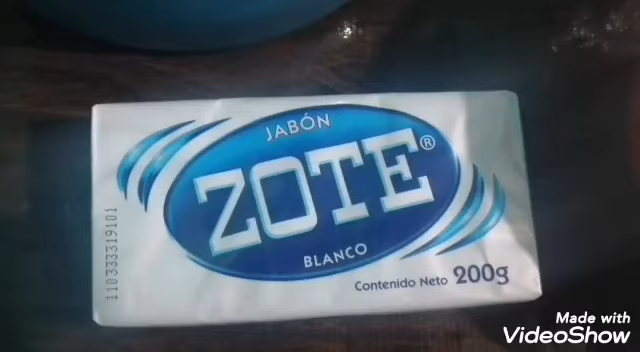 JABÓN
ZOTE®
BLANCO
Contenido Neto 200g
110333319101
Made with
VideoShow